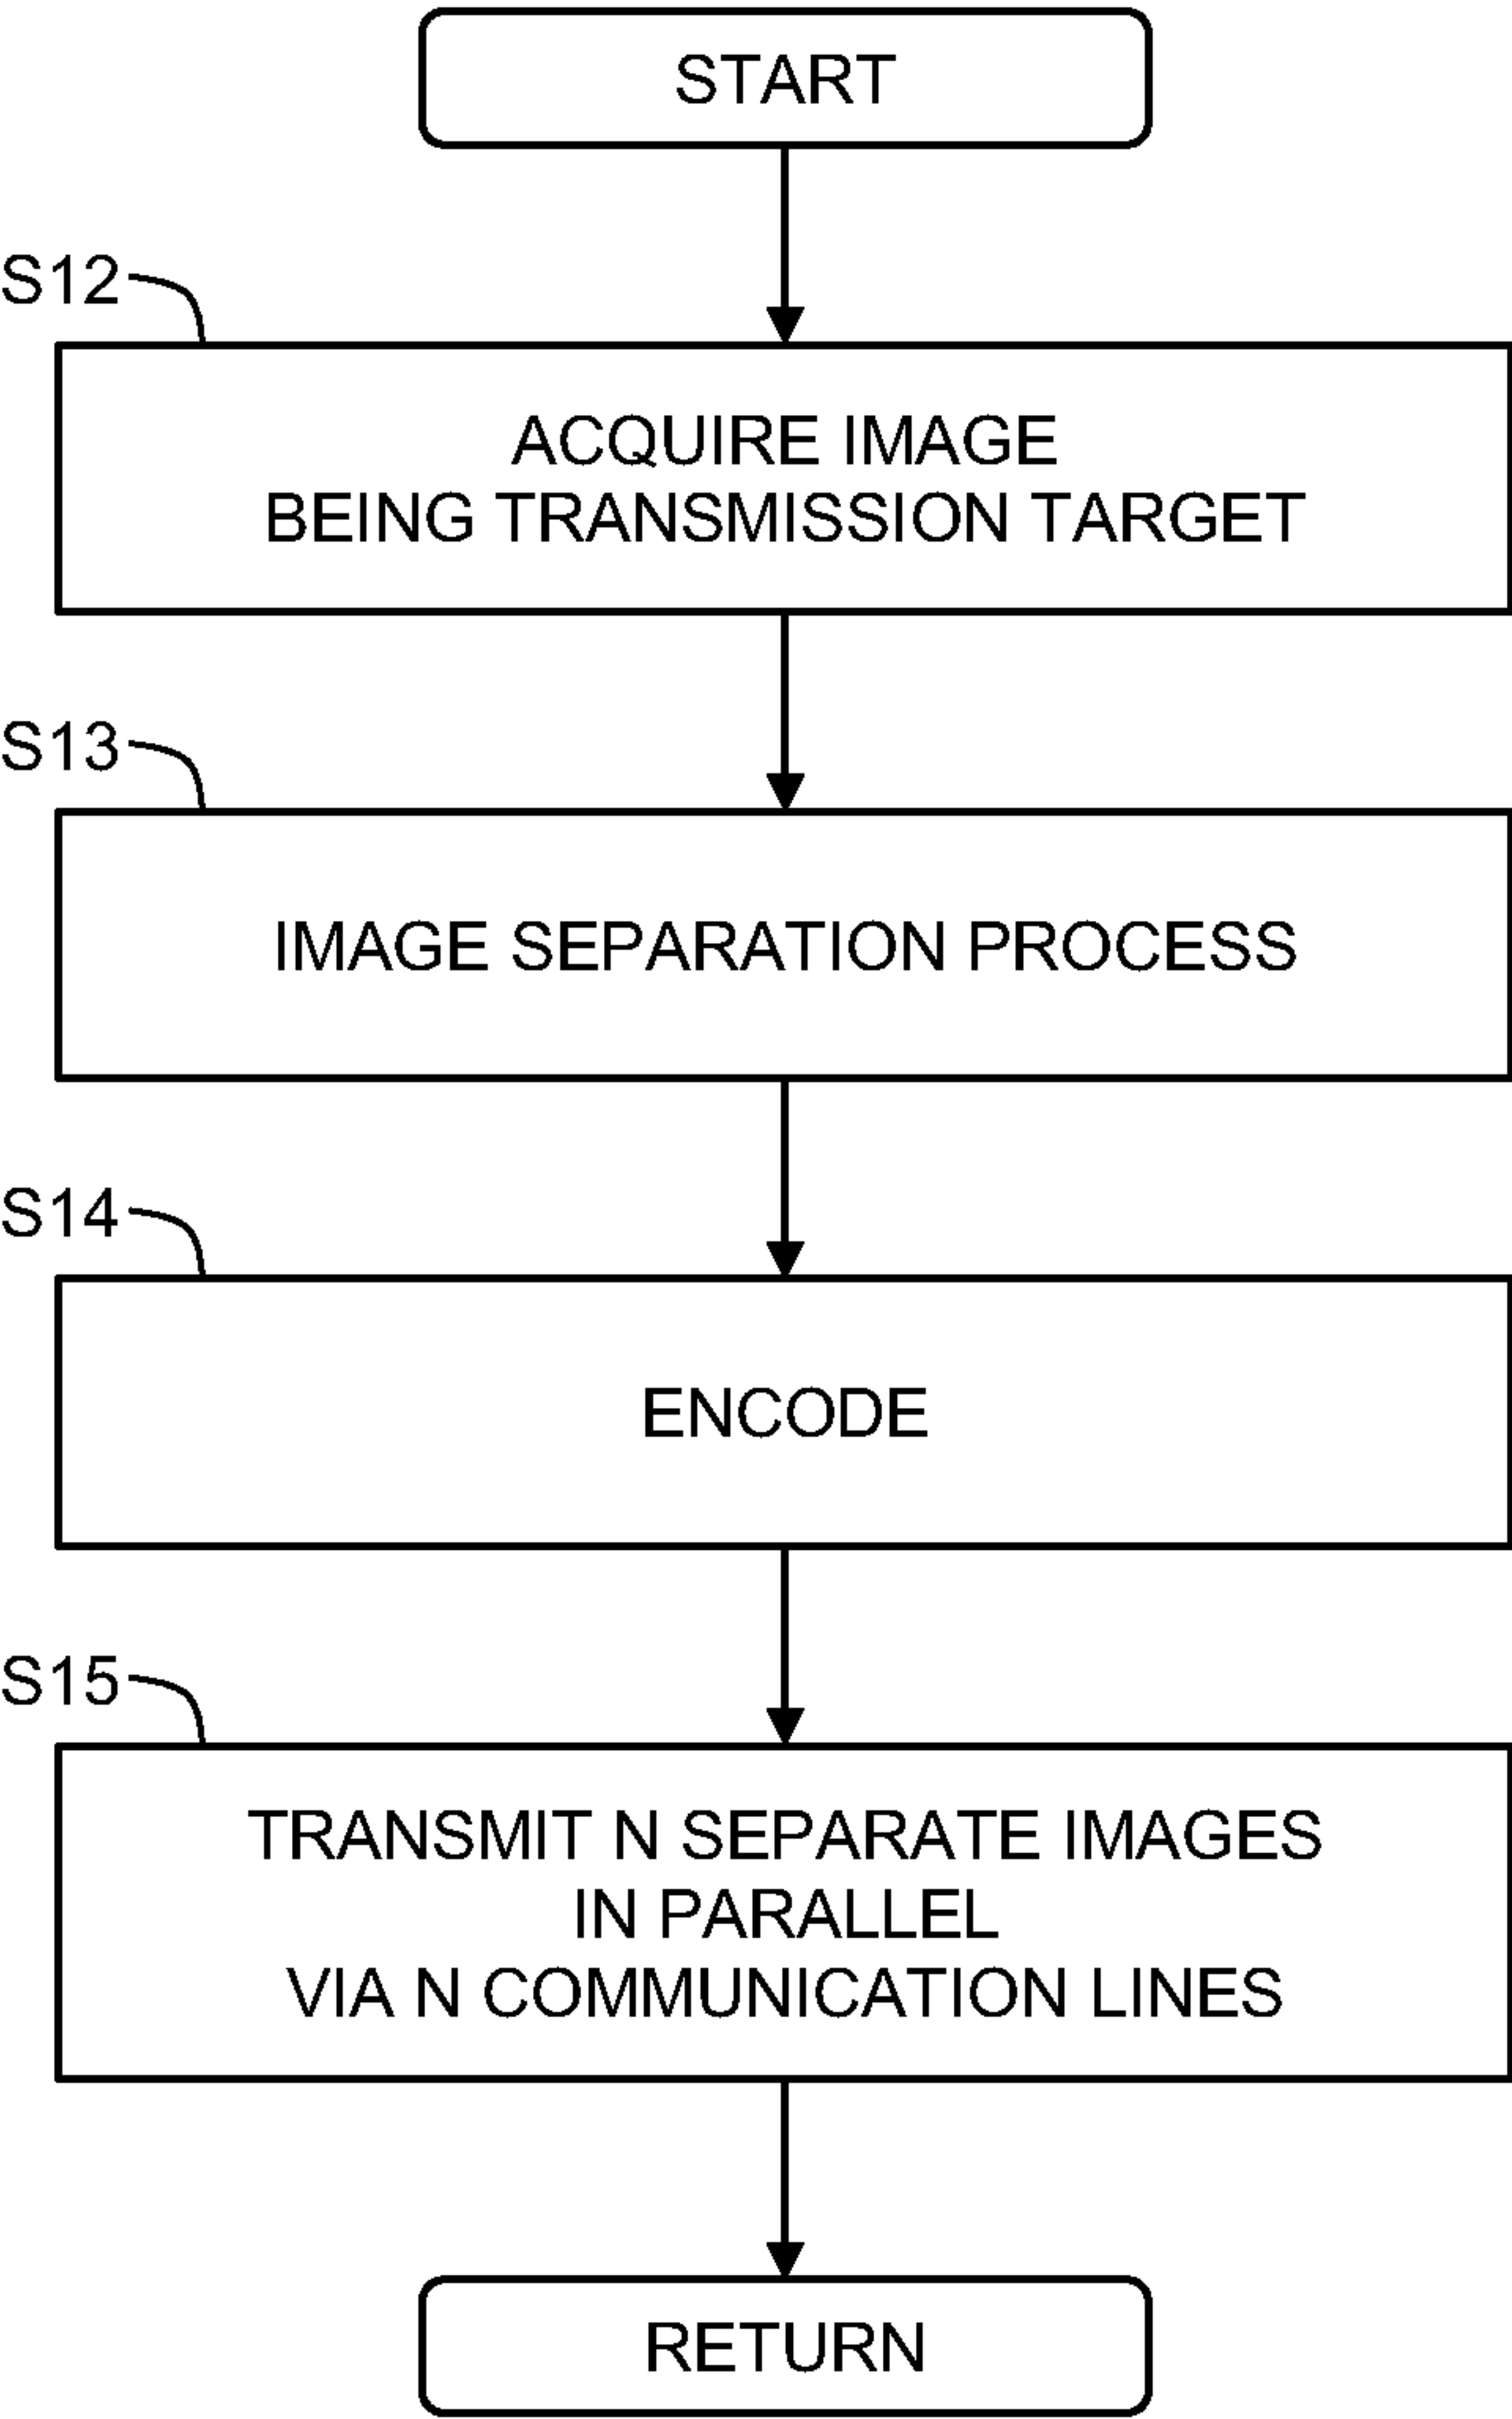 START
S12
ACQUIRE IMAGE
BEING TRANSMISSION TARGET
S13
IMAGE SEPARATION PROCESS
S14
ENCODE
S15
TRANSMIT N SEPARATE IMAGES
IN PARALLEL
VIA N COMMUNICATION LINES
RETURN